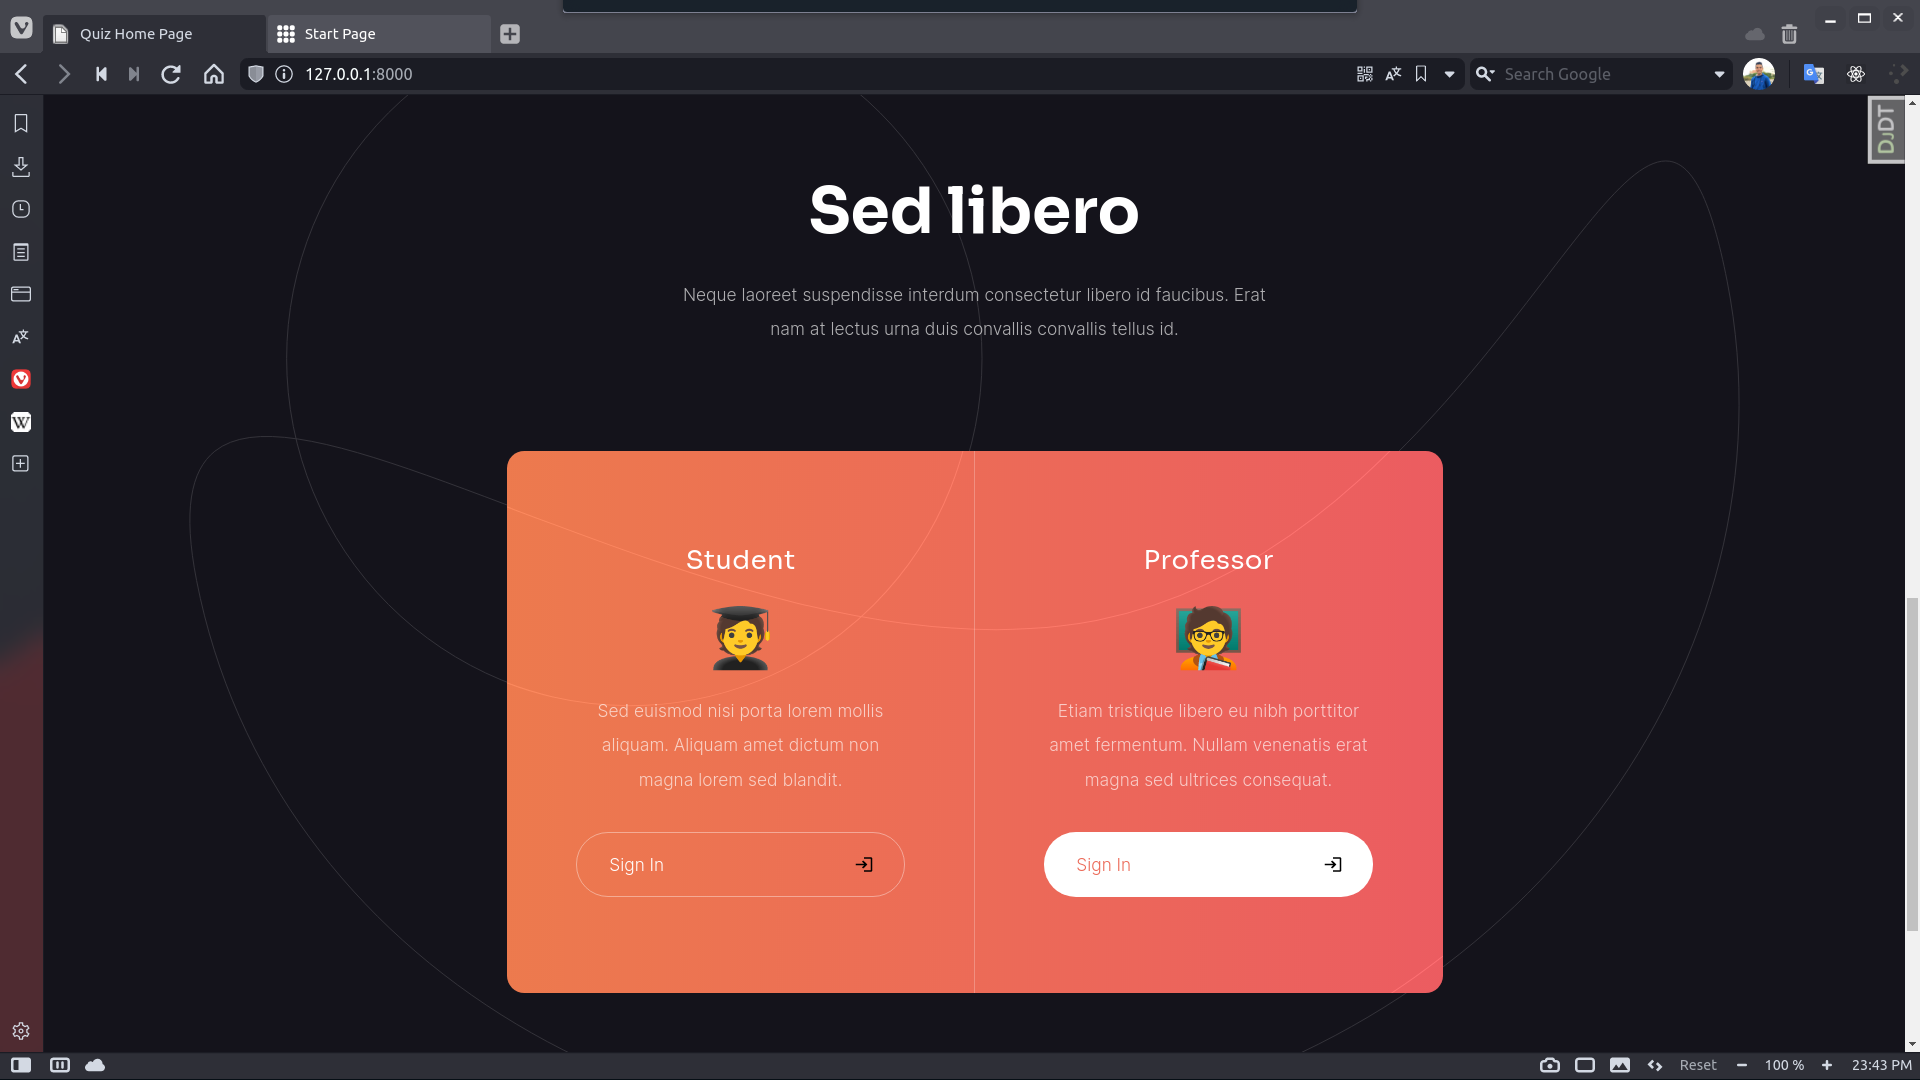 Quiz Home Page
Start Page
127.0.0.1:8000
Search Google
DJDT
Sed libero
Neque laoreet suspendisse interdum consectetur libero id faucibus. Erat
nam at lectus urna duis convallis convallis tellus id.
Student
Sed euismod nisi porta lorem mollis
aliquam. Aliquam amet dictum non
magna lorem sed blandit.
Sign In
Professor
Etiam tristique libero eu nibh porttitor
amet fermentum. Nullam venenatis erat
magna sed ultrices consequat.
Sign In
Reset
100 %
23:43 PM